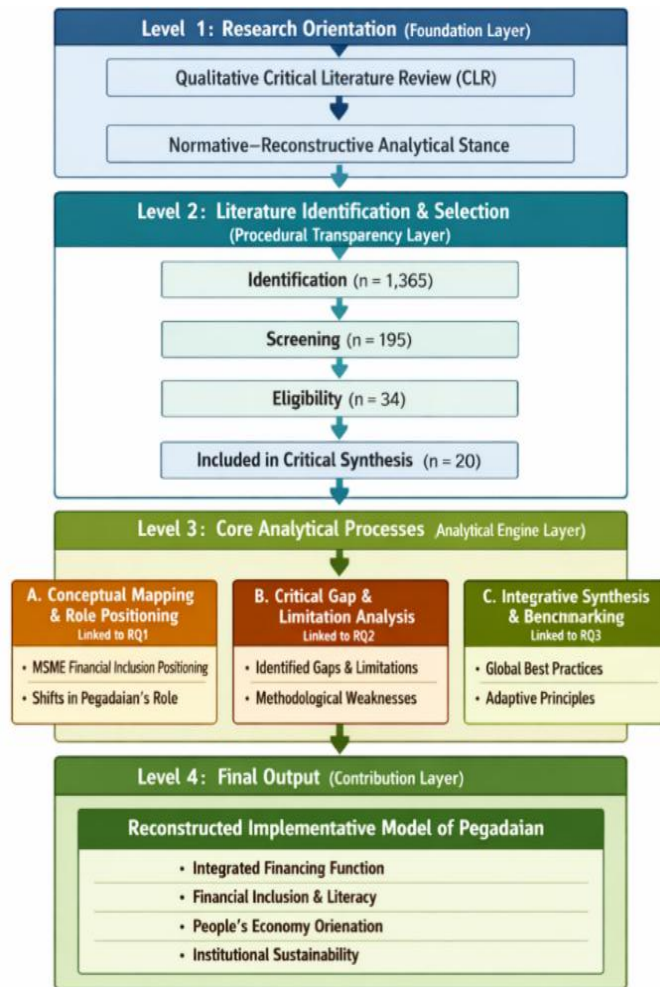 Level 1: Research Orientation (Foundation Layer)
Qualitative Critical Literature Review (CLR)
Normative–Reconstructive Analytical Stance
Level 2: Literature Identification & Selection
(Procedural Transparency Layer)
Identification (n = 1,365)
Screening (n = 195)
Eligibility (n = 34)
Included in Critical Synthesis (n = 20)
Level 3: Core Analytical Processes Analytical Engine Layer)
A. Conceptual Mapping
& Role Positioning
Linked to RQ1
• MSME Financial Inclusion Positioning
• Shifts in Pegadaian's Role
B. Critical Gap &
Limitation Analysis
Linked to RQ2
• Identified Gaps & Limitations
• Methodological Weaknesses
C. Integrative Synthesis
& Bencnmarking
Linked to RQ3
• Global Best Practices
• Adaptive Principles
Level 4: Final Output (Contribution Layer)
Reconstructed Implementative Model of Pegadaian
• Integrated Financing Function
• Financial Inclusion & Literacy
• People's Economy Orienation
• Institutional Sustainability